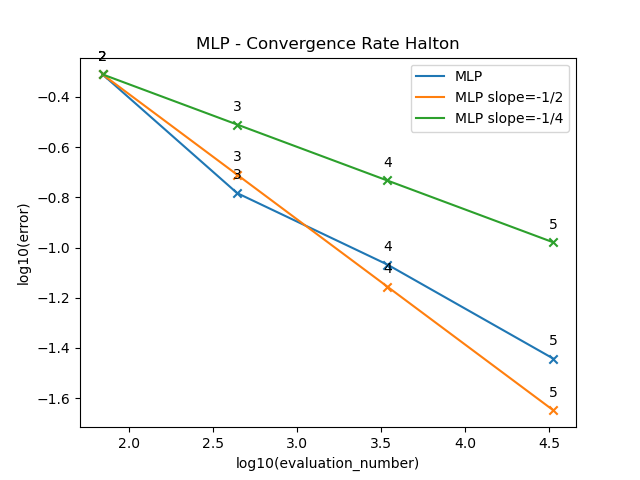 MLP - Convergence Rate Halton
MLP
MLP slope=-1/2
MLP slope=-1/4
2
3
3
3
4
4
4
5
5
5
−0.4
−0.6
−0.8
−1.0
−1.2
−1.4
−1.6
log10(error)
2.0 2.5 3.0 3.5 4.0 4.5
log10(evaluation_number)